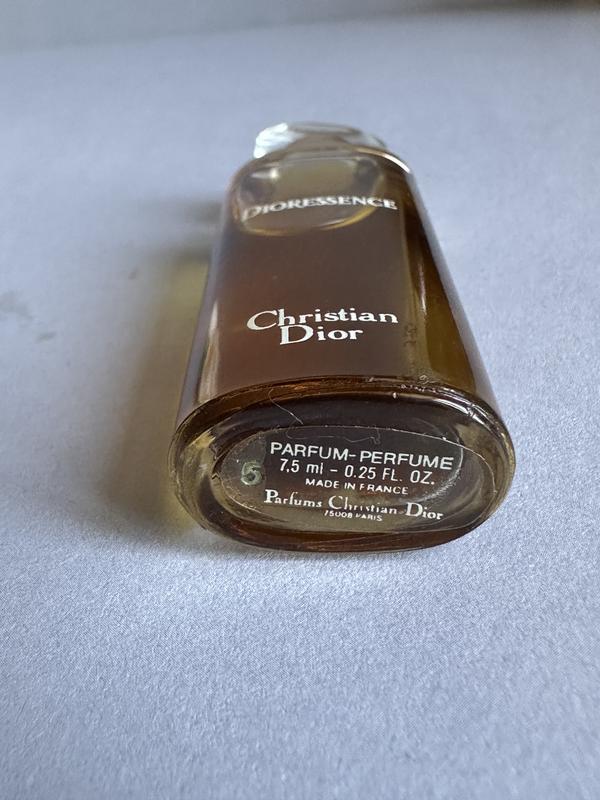 DIORESSENCE
Christian
Dior
5
PARFUM-PERFUME
7,5 ml - 0.25 FL. OZ.
MADE IN FRANCE
Parfums Christian Dior
75008 PARIS